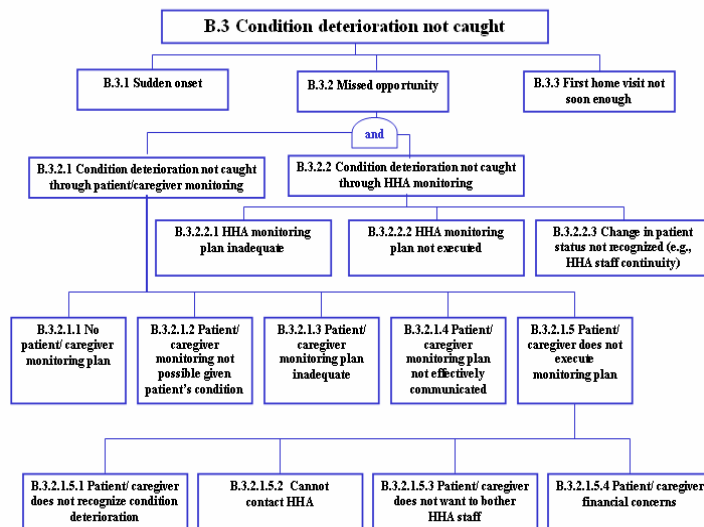 B.3 Condition deterioration not caught
B.3.1 Sudden onset
B.3.2 Missed opportunity
B.3.3 First home visit not
soon enough
and
B.3.2.1 Condition deterioration not caught
through patient/caregiver monitoring
B.3.2.2 Condition deterioration not caught
through HHA monitoring
B.3.2.2.1 HHA monitoring
plan inadequate
B.3.2.2.2 HHA monitoring
plan not executed
B.3.2.2.3 Change in patient
status not recognized (e.g.,
HHA staff continuity)
B.3.2.1.1 No
patient/ caregiver
monitoring plan
B.3.2.1.2 Patient/
caregiver
monitoring not
possible given
patient's condition
B.3.2.1.3 Patient/
caregiver
monitoring plan
inadequate
B.3.2.1.4 Patient/
caregiver
monitoring plan
not effectively
communicated
B.3.2.1.5 Patient/
caregiver does not
execute
monitoring plan
B.3.2.1.5.1 Patient/ caregiver
does not recognize condition
deterioration
B.3.2.1.5.2 Cannot
contact HHA
B.3.2.1.5.3 Patient/ caregiver
does not want to bother
HHA staff
B.3.2.1.5.4 Patient/ caregiver
financial concerns